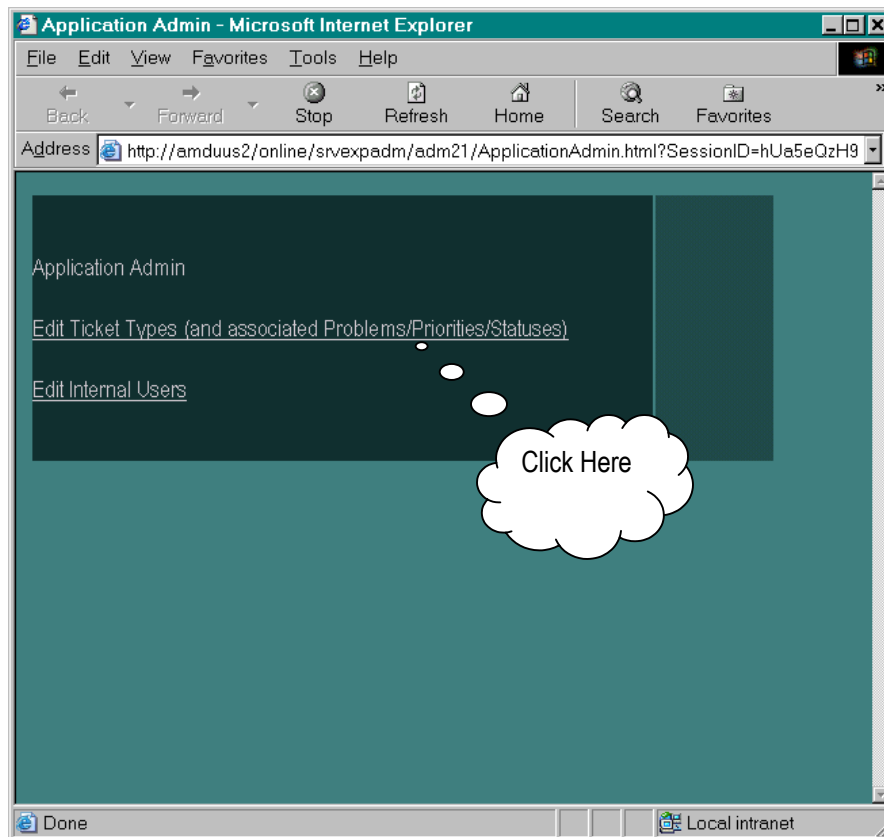 Application Admin - Microsoft Internet Explorer
File Edit View Favorites Tools Help
Back Forward Stop Refresh Home Search Favorites »
Address http://amduus2/online/srvexpadm/adm21/ApplicationAdmin.html?SessionID=hUa5eQzH9
Application Admin
Edit Ticket Types (and associated Problems/Priorities/Statuses)
Edit Internal Users
Click Here
Done Local intranet